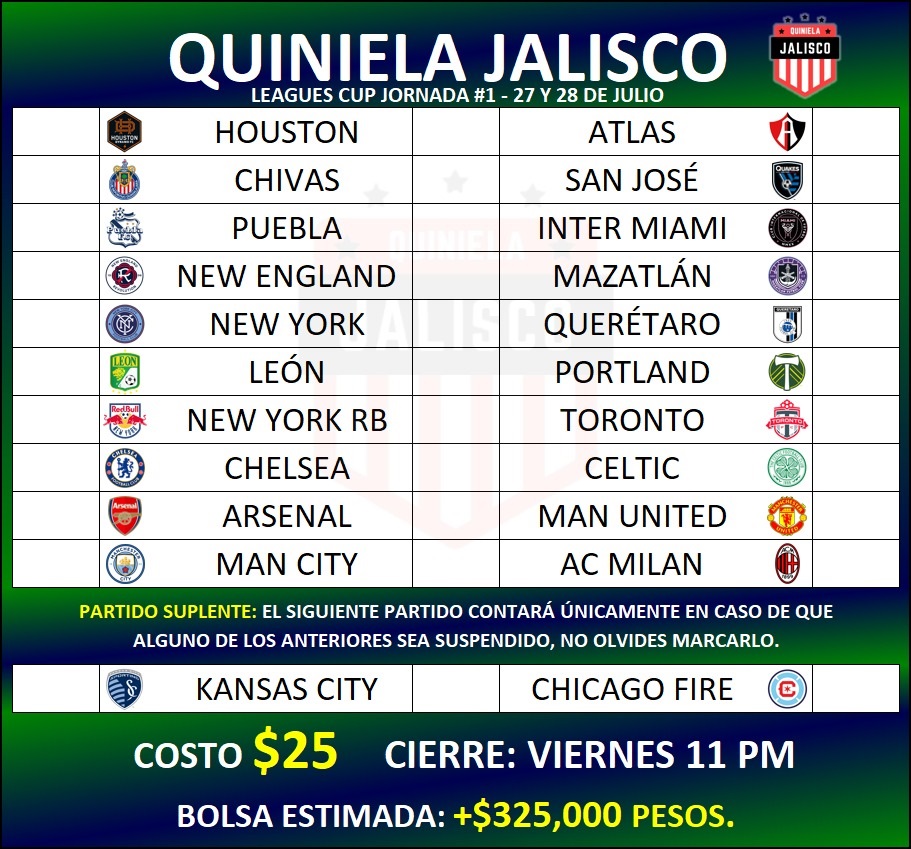 QUINIELA JALISCO
QUINIELA
JALISCO
LEAGUES CUP JORNADA #1 - 27 Y 28 DE JULIO
HOUSTON ATLAS
CHIVAS SAN JOSÉ
PUEBLA INTER MIAMI
NEW ENGLAND MAZATLÁN
NEW YORK QUERÉTARO
LEÓN PORTLAND
NEW YORK RB TORONTO
CHELSEA CELTIC
ARSENAL MAN UNITED
MAN CITY AC MILAN
PARTIDO SUPLENTE: EL SIGUIENTE PARTIDO CONTARÁ ÚNICAMENTE EN CASO DE QUE
ALGUNO DE LOS ANTERIORES SEA SUSPENDIDO, NO OLVIDES MARCARLO.
KANSAS CITY CHICAGO FIRE
COSTO $25 CIERRE: VIERNES 11 PM
BOLSA ESTIMADA: +$325,000 PESOS.